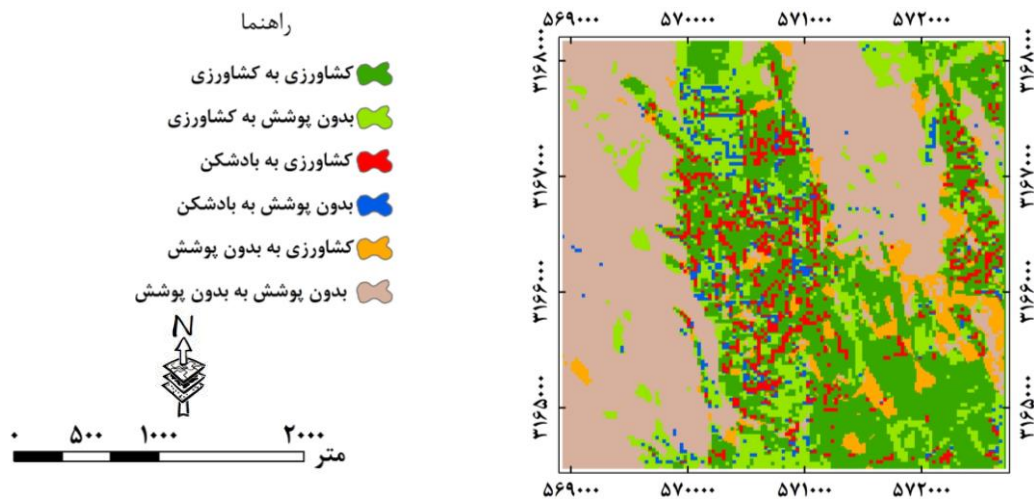 راهنما
کشاورزی به کشاورزی
بدون پوشش به کشاورزی
کشاورزی به بادشکن
بدون پوشش به بادشکن
کشاورزی به بدون پوشش
بدون پوشش به بدون پوشش
N
۰ ۵۰۰ ۱۰۰۰ ۲۰۰۰
متر
۵۶۹۰۰۰ ۵۷۰۰۰۰ ۵۷۱۰۰۰ ۵۷۲۰۰۰
۳۱۶۸۰۰۰ ۳۱۶۸۰۰۰
۳۱۶۷۰۰۰ ۳۱۶۷۰۰۰
۳۱۶۶۰۰۰ ۳۱۶۶۰۰۰
۳۱۶۵۰۰۰ ۳۱۶۵۰۰۰
۵۶۹۰۰۰ ۵۷۰۰۰۰ ۵۷۱۰۰۰ ۵۷۲۰۰۰